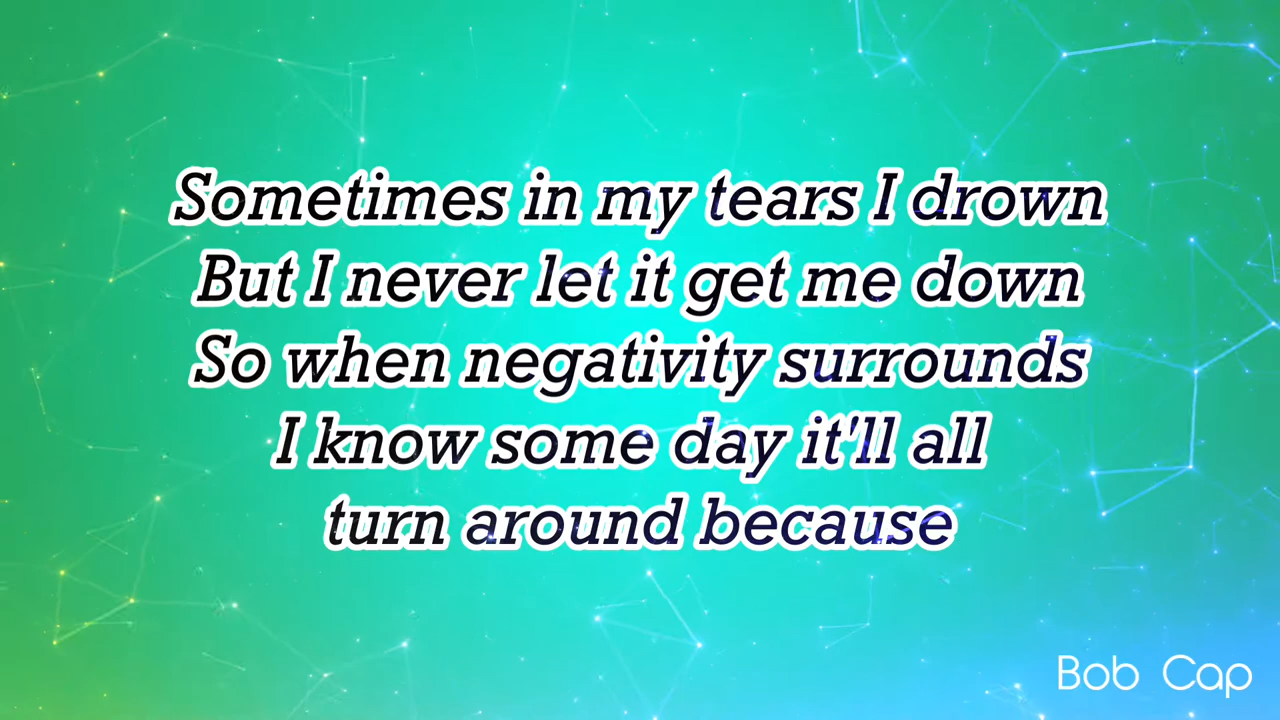 Sometimes in my tears I drown
But I never let it get me down
So when negativity surrounds
I know some day it'll all
turn around because
Bob Cap